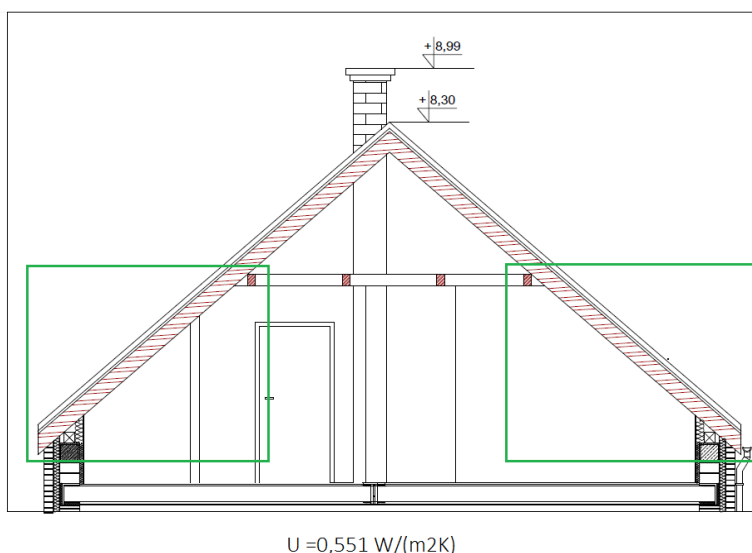 + 8,99
+ 8,30
U =0,551 W/(m2K)